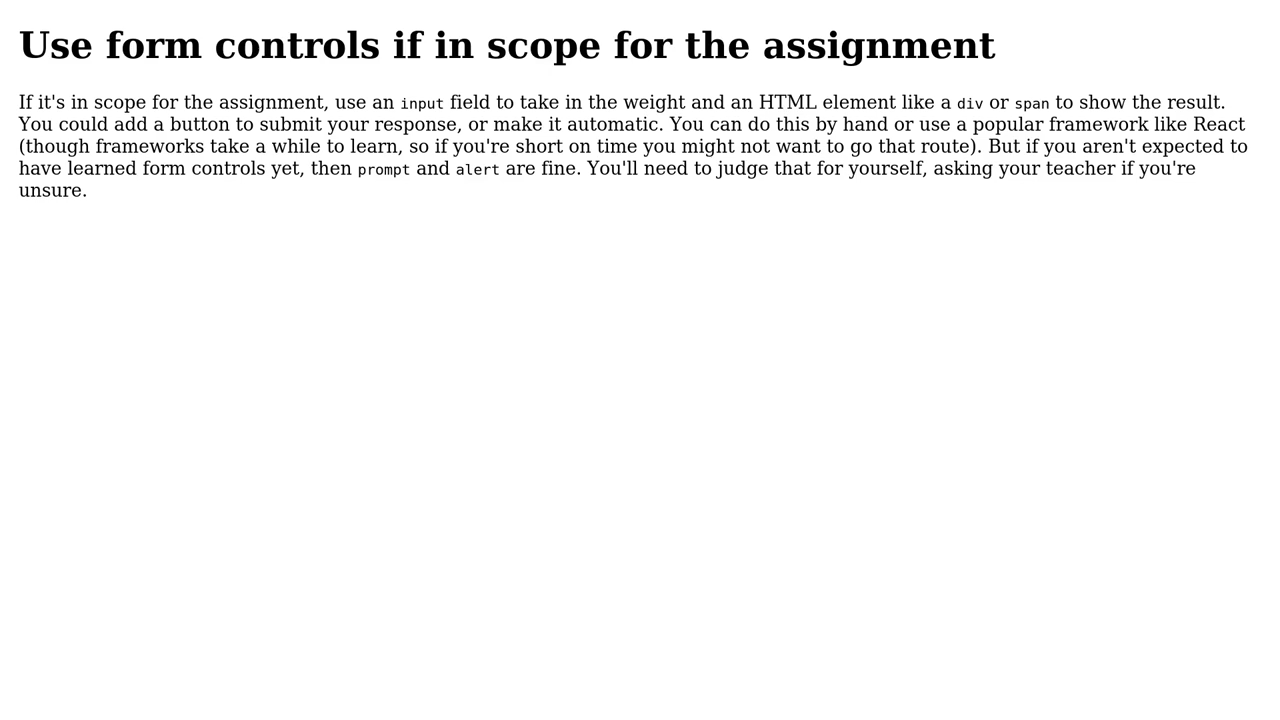 Use form controls if in scope for the assignment
If it's in scope for the assignment, use an input field to take in the weight and an HTML element like a div or span to show the result.
You could add a button to submit your response, or make it automatic. You can do this by hand or use a popular framework like React
(though frameworks take a while to learn, so if you're short on time you might not want to go that route). But if you aren't expected to
have learned form controls yet, then prompt and alert are fine. You'll need to judge that for yourself, asking your teacher if you're
unsure.